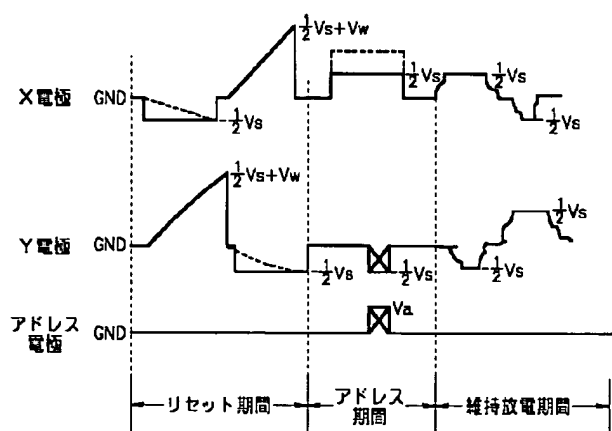 ½Vs+Vw
X電極 GND ½Vs ½Vs
-½Vs -½Vs
½Vs+Vw
½Vs
Y電極 GND
-½Vs -½Vs -½Vs
Va
アドレス
電極 GND
リセット期間 アドレス期間 維持放電期間